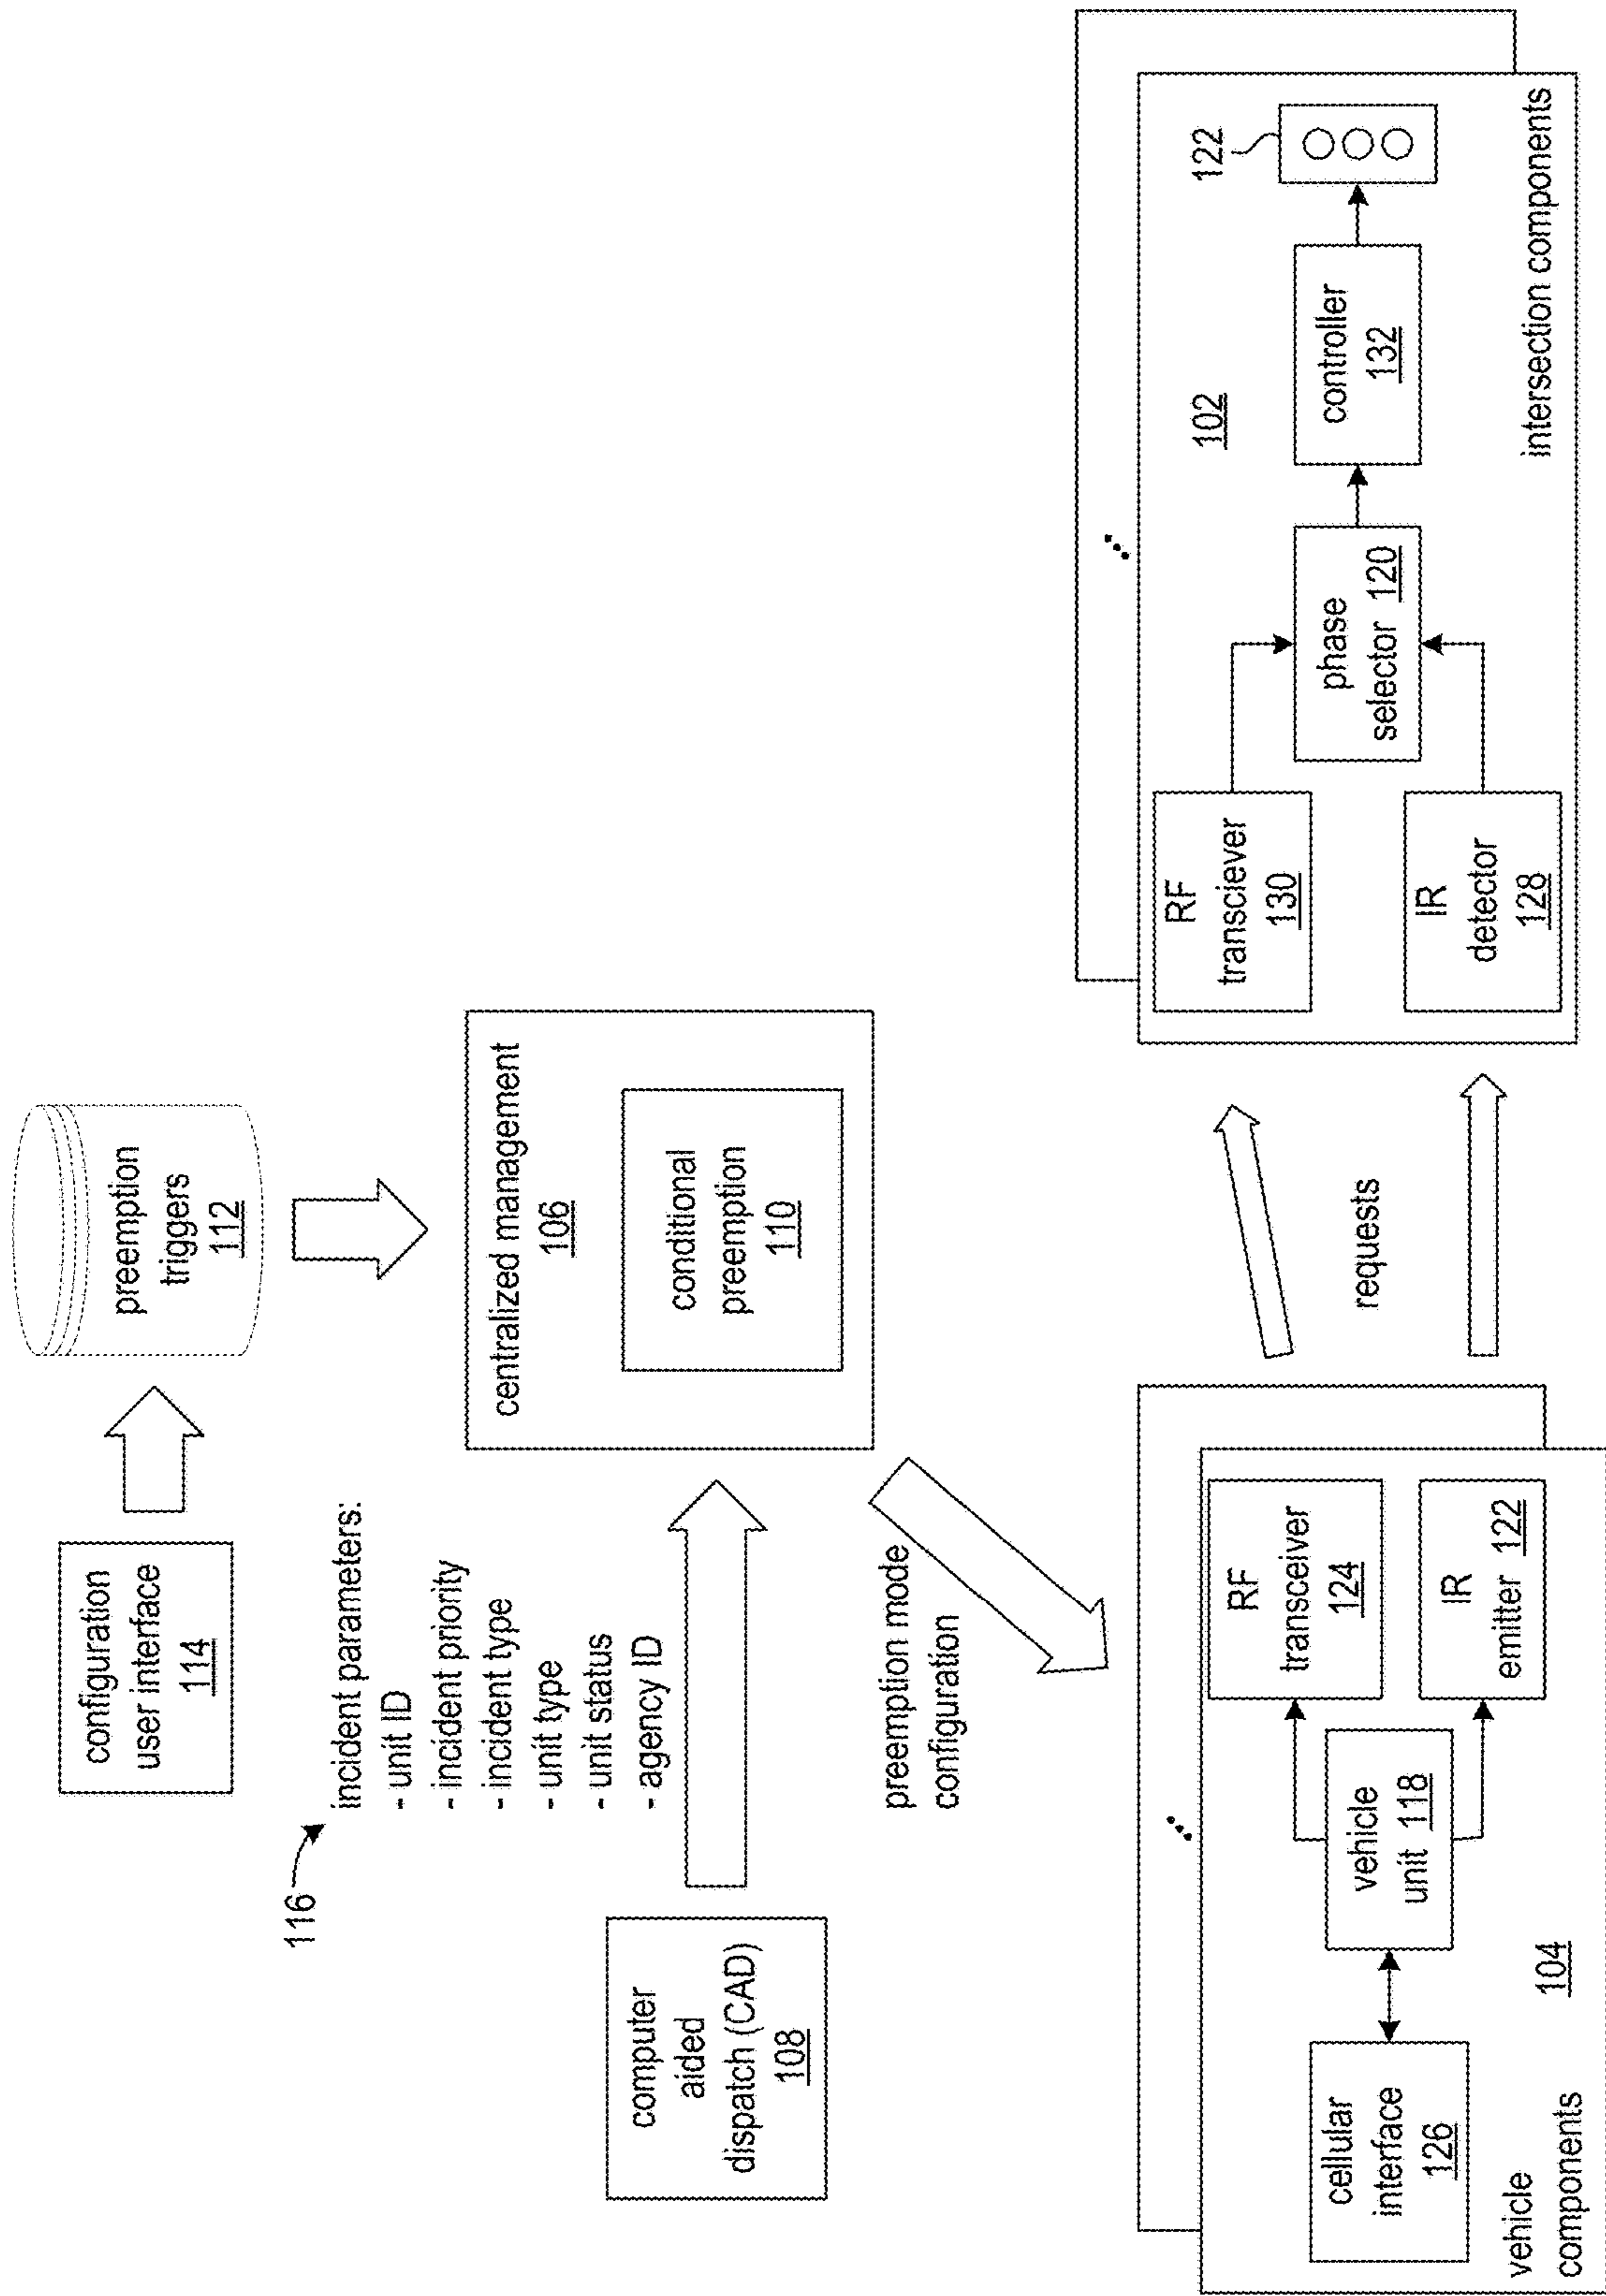 configuration
user interface
114
preemption
triggers
112
116
incident parameters:
- unit ID
- incident priority
- incident type
- unit type
- unit status
- agency ID
computer
aided
dispatch (CAD)
108
centralized management
106
conditional
preemption
110
preemption mode
configuration
cellular
interface
126
vehicle
unit 118
RF
transceiver
124
IR
emitter 122
104
vehicle
components
requests
RF
transciever
130
IR
detector
128
phase
selector 120
102
controller
132
122
intersection components